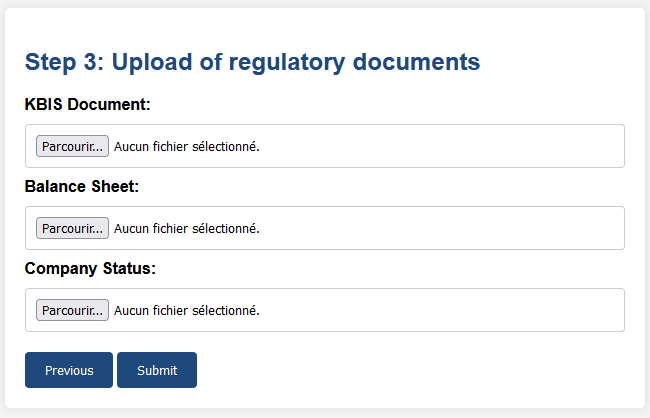 Step 3: Upload of regulatory documents
KBIS Document:
Parcourir... Aucun fichier sélectionné.
Balance Sheet:
Parcourir... Aucun fichier sélectionné.
Company Status:
Parcourir... Aucun fichier sélectionné.
Previous Submit